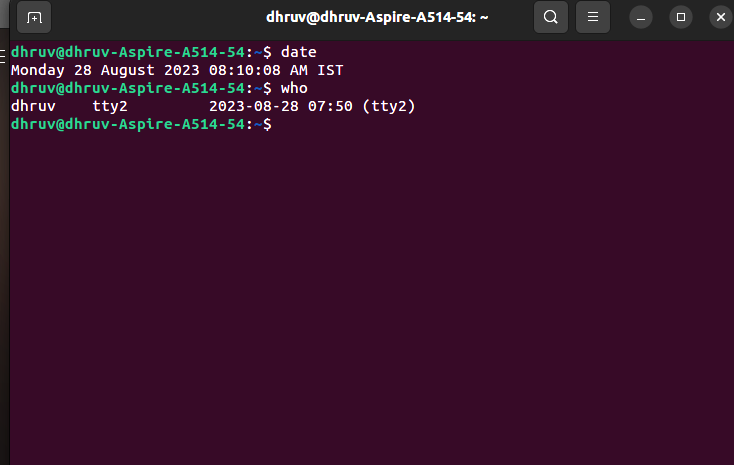 dhruv@dhruv-Aspire-A514-54: ~
dhruv@dhruv-Aspire-A514-54:~$ date
Monday 28 August 2023 08:10:08 AM IST
dhruv@dhruv-Aspire-A514-54:~$ who
dhruv    tty2         2023-08-28 07:50 (tty2)
dhruv@dhruv-Aspire-A514-54:~$